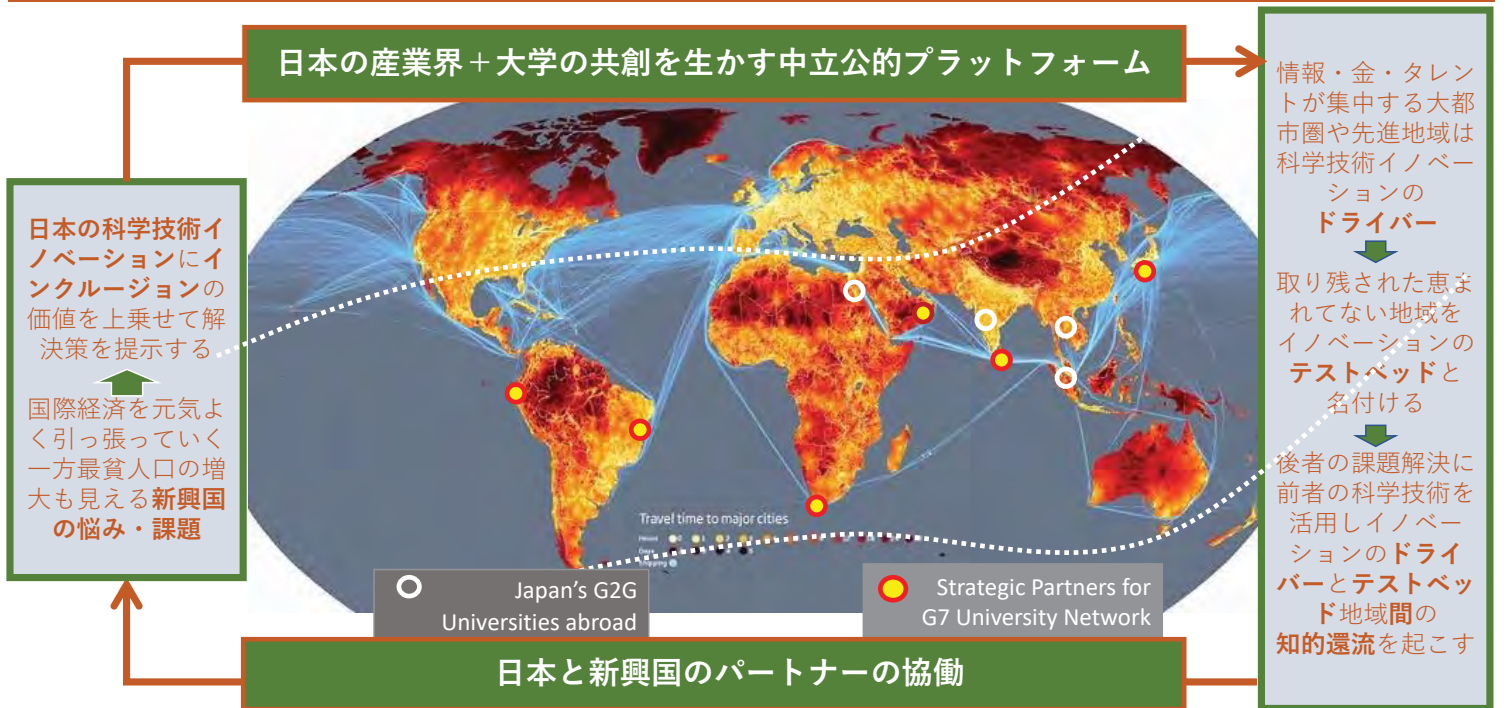 日本の産業界＋大学の共創を生かす中立公的プラットフォーム
日本の科学技術イ
ノベーションにイ
ンクルージョンの
価値を上乗せて解
決策を提示する
国際経済を元気よ
く引っ張っていく
一方最貧人口の増
大も見える新興国
の悩み・課題
Travel time to major cities
Shipping
Japan's G2G
Universities abroad
Strategic Partners for
G7 University Network
情報・金・タレン
トが集中する大都
市圏や先進地域は
科学技術イノベー
ションの
ドライバー
取り残された恵ま
れてない地域を
イノベーションの
テストベッドと
名付ける
後者の課題解決に
前者の科学技術を
活用しイノベー
ションのドライ
バーとテストベッ
ド地域間の
知的還流を起こす
日本と新興国のパートナーの協働